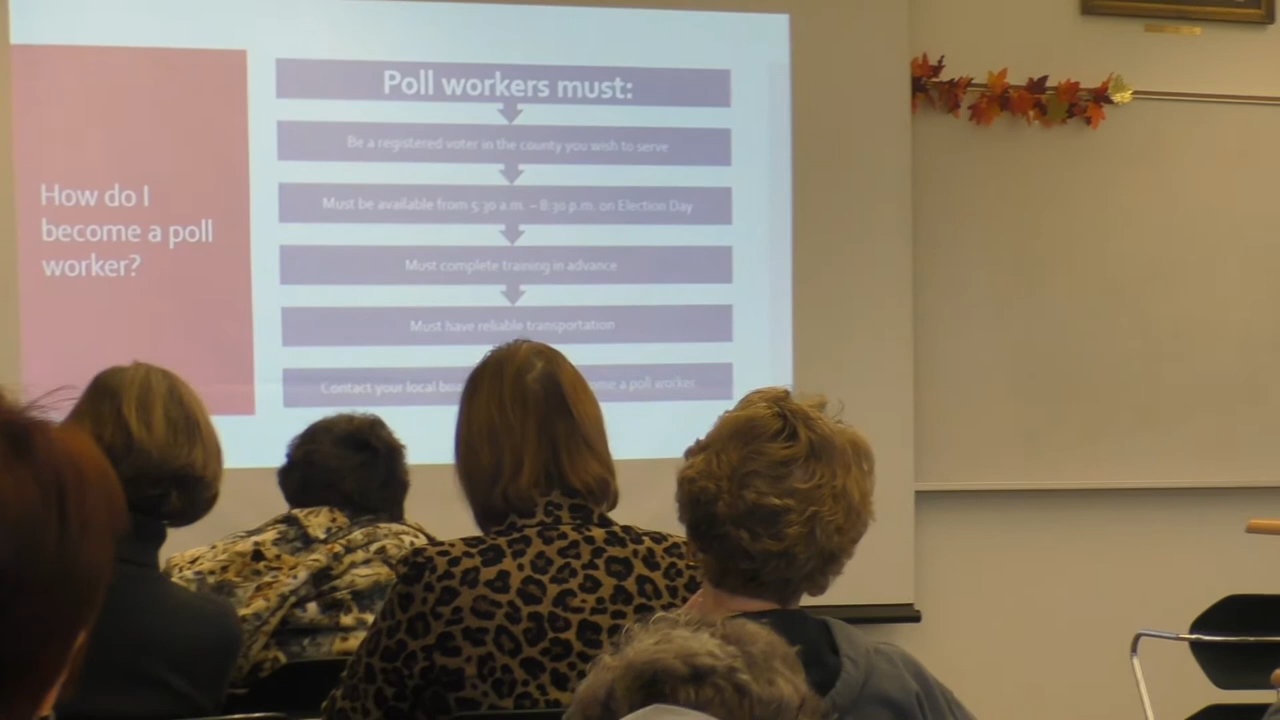 How do I
become a poll
worker?
Poll workers must:
Be a registered voter in the county you wish to serve
Must be available from 5:30 a.m. – 8:30 p.m. on Election Day
Must complete training in advance
Must have reliable transportation
Contact your local become a poll worker.